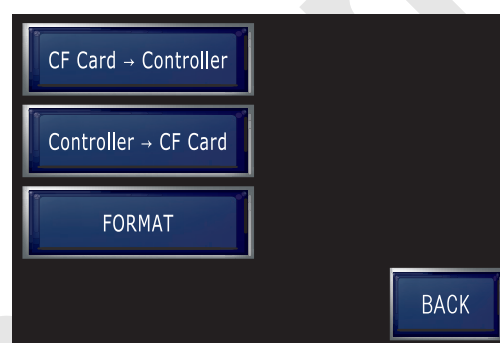 CF Card → Controller
Controller → CF Card
FORMAT
BACK